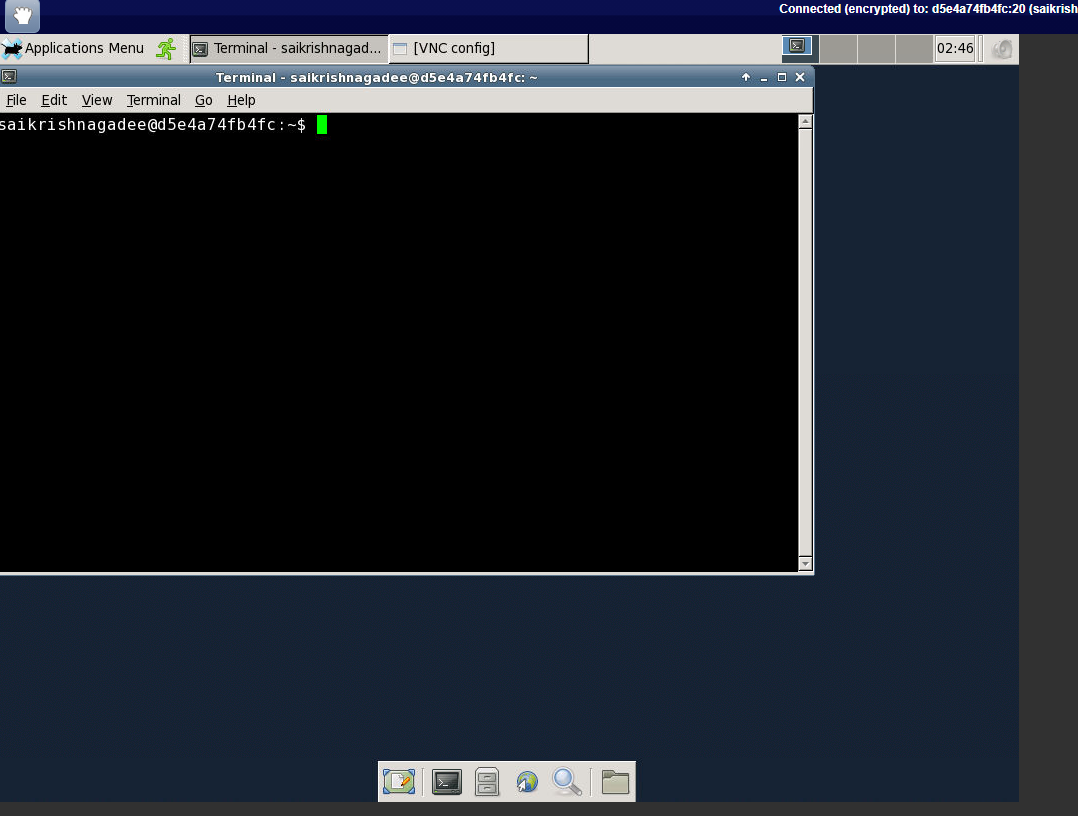 Connected (encrypted) to: d5e4a74fb4fc:20 (saikrish
Applications Menu
Terminal - saikrishnagad...
[VNC config]
02:46
Terminal - saikrishnagadee@d5e4a74fb4fc: ~
File Edit View Terminal Go Help
saikrishnagadee@d5e4a74fb4fc:~$